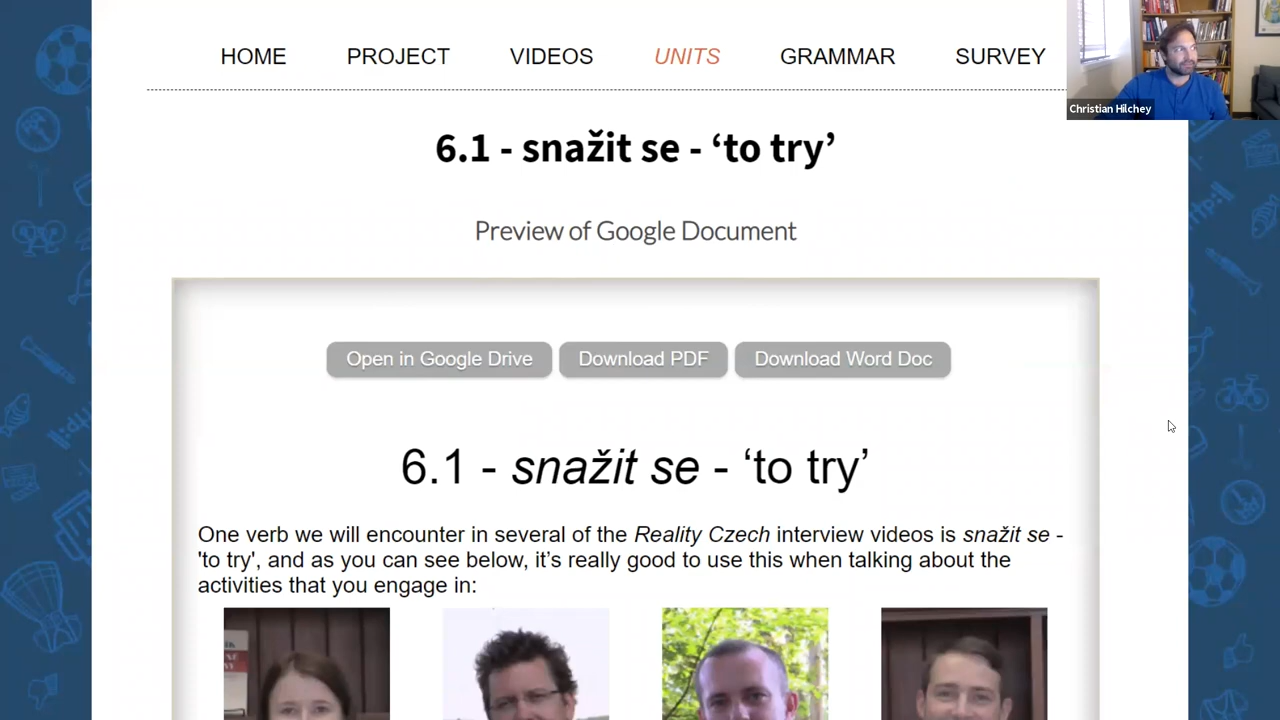 HOME PROJECT VIDEOS UNITS GRAMMAR SURVEY
Christian Hilchey
6.1 - snažit se - ‘to try’
Preview of Google Document
Open in Google Drive Download PDF Download Word Doc
6.1 - snažit se - ‘to try’
One verb we will encounter in several of the Reality Czech interview videos is snažit se -
'to try', and as you can see below, it’s really good to use this when talking about the
activities that you engage in: